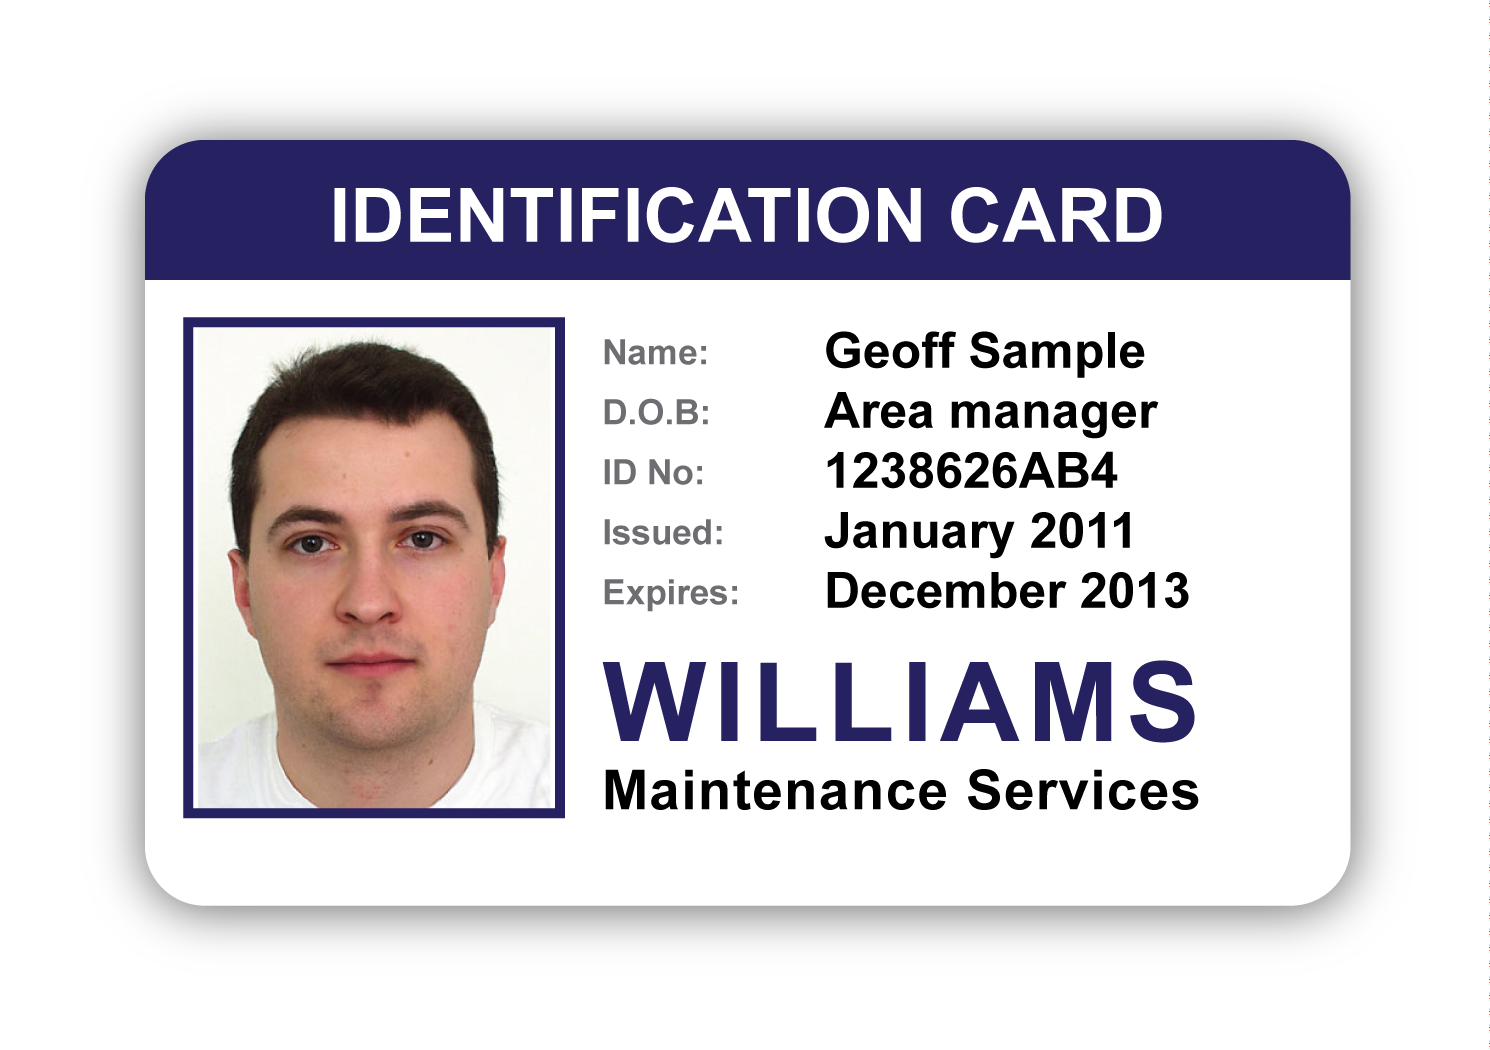 IDENTIFICATION CARD
Name: Geoff Sample
D.O.B: Area manager
ID No: 1238626AB4
Issued: January 2011
Expires: December 2013
WILLIAMS
Maintenance Services